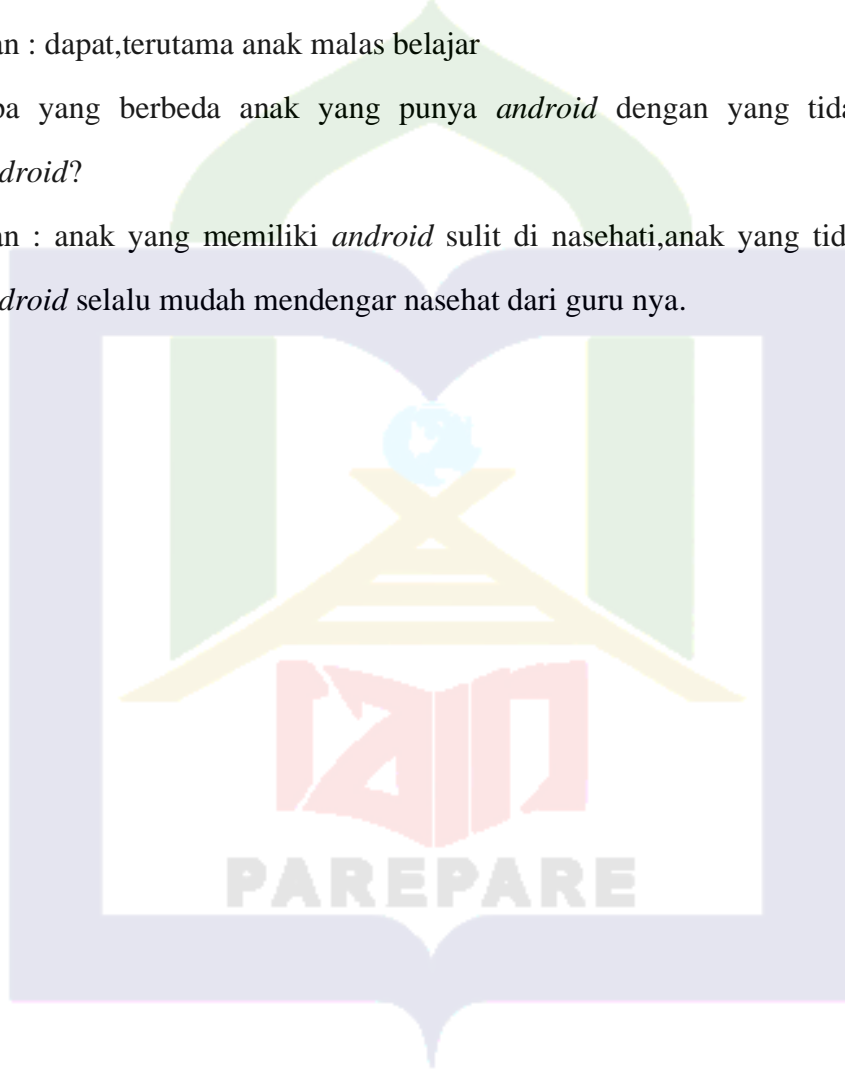 an : dapat,terutama anak malas belajar
pa yang berbeda anak yang punya android dengan yang tida
droid?
an : anak yang memiliki android sulit di nasehati,anak yang tid
droid selalu mudah mendengar nasehat dari guru nya.
iain
PAREPARE